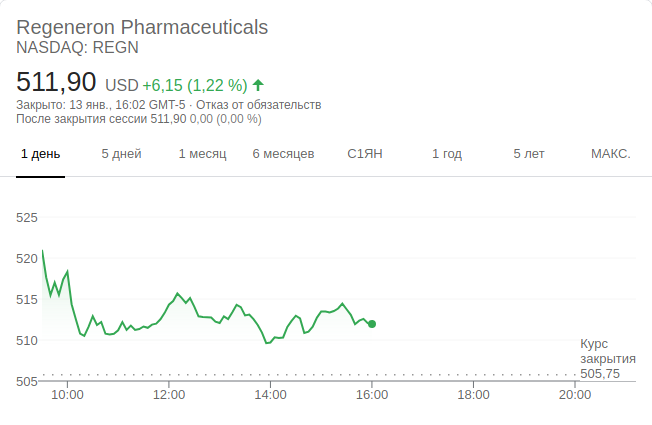 Regeneron Pharmaceuticals
NASDAQ: REGN
511,90 USD +6,15 (1,22 %)
Закрыто: 13 янв., 16:02 GMT-5 · Отказ от обязательств
После закрытия сессии 511,90 0,00 (0,00 %)
1 день 5 дней 1 месяц 6 месяцев С1ЯН 1 год 5 лет МАКС.
525
520
515
510
Курс
закрытия
505,75
505
10:00 12:00 14:00 16:00 18:00 20:00